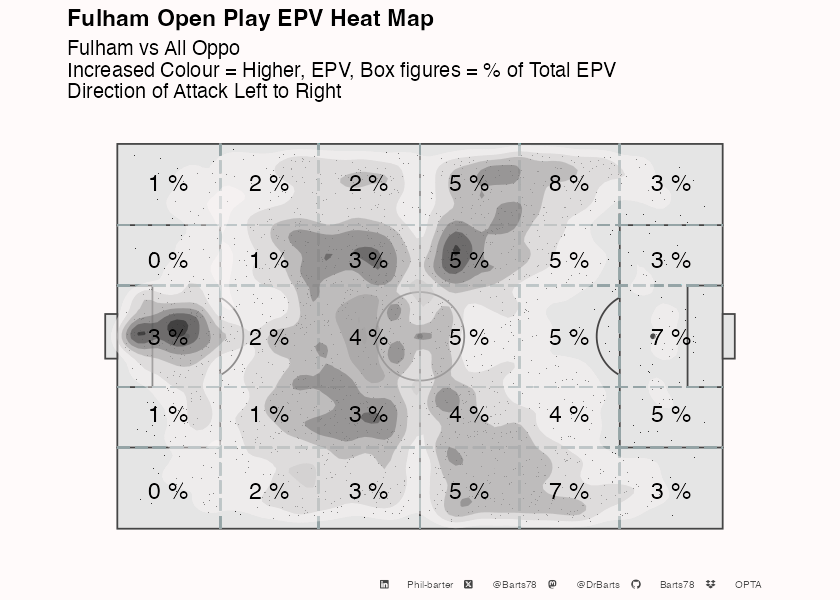 Fulham Open Play EPV Heat Map
Fulham vs All Oppo
Increased Colour = Higher, EPV, Box figures = % of Total EPV
Direction of Attack Left to Right
1 % 2 % 2 % 5 % 8 % 3 %
0 % 1 % 3 % 5 % 5 % 3 %
3 % 2 % 4 % 5 % 5 % 7 %
1 % 1 % 3 % 4 % 4 % 5 %
0 % 2 % 3 % 5 % 7 % 3 %
Phil-barter @Barts78 @DrBarts Barts78 OPTA